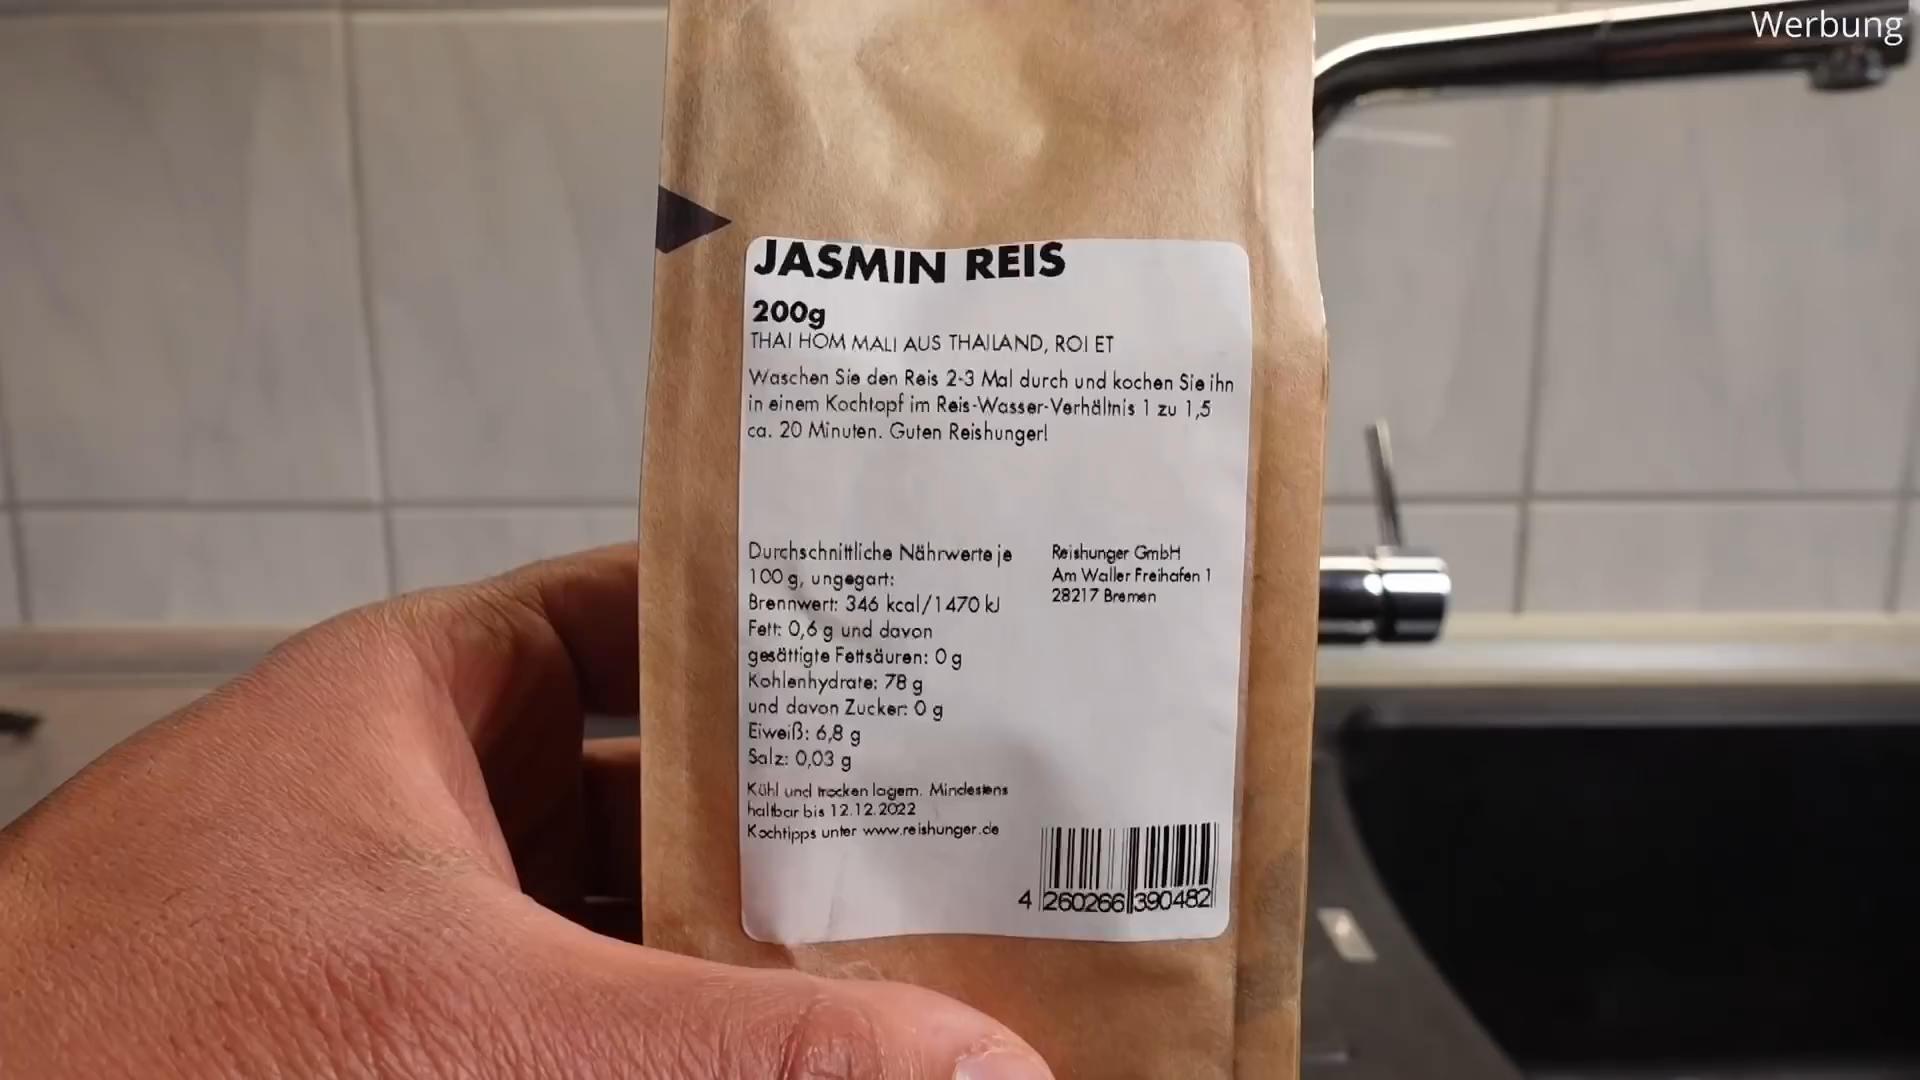 Werbung
JASMIN REIS
200g
THAI HOM MALI AUS THAILAND, ROI ET
Waschen Sie den Reis 2-3 Mal durch und kochen Sie ihn
in einem Kochtopf im Reis-Wasser-Verhältnis 1 zu 1,5
ca. 20 Minuten. Guten Reishunger!
Durchschnittliche Nährwerte je
100 g, ungegart:
Brennwert: 346 kcal/1470 kJ
Fett: 0,6 g und davon
gesättigte Fettsäuren: 0 g
Kohlenhydrate: 78 g
und davon Zucker: 0 g
Eiweiß: 6,8 g
Salz: 0,03 g
Reishunger GmbH
Am Waller Freihafen 1
28217 Bremen
Kühl und trocken lagern. Mindestens
haltbar bis 12.12.2022
Kochtipps unter www.reishunger.de
4 260266 390482